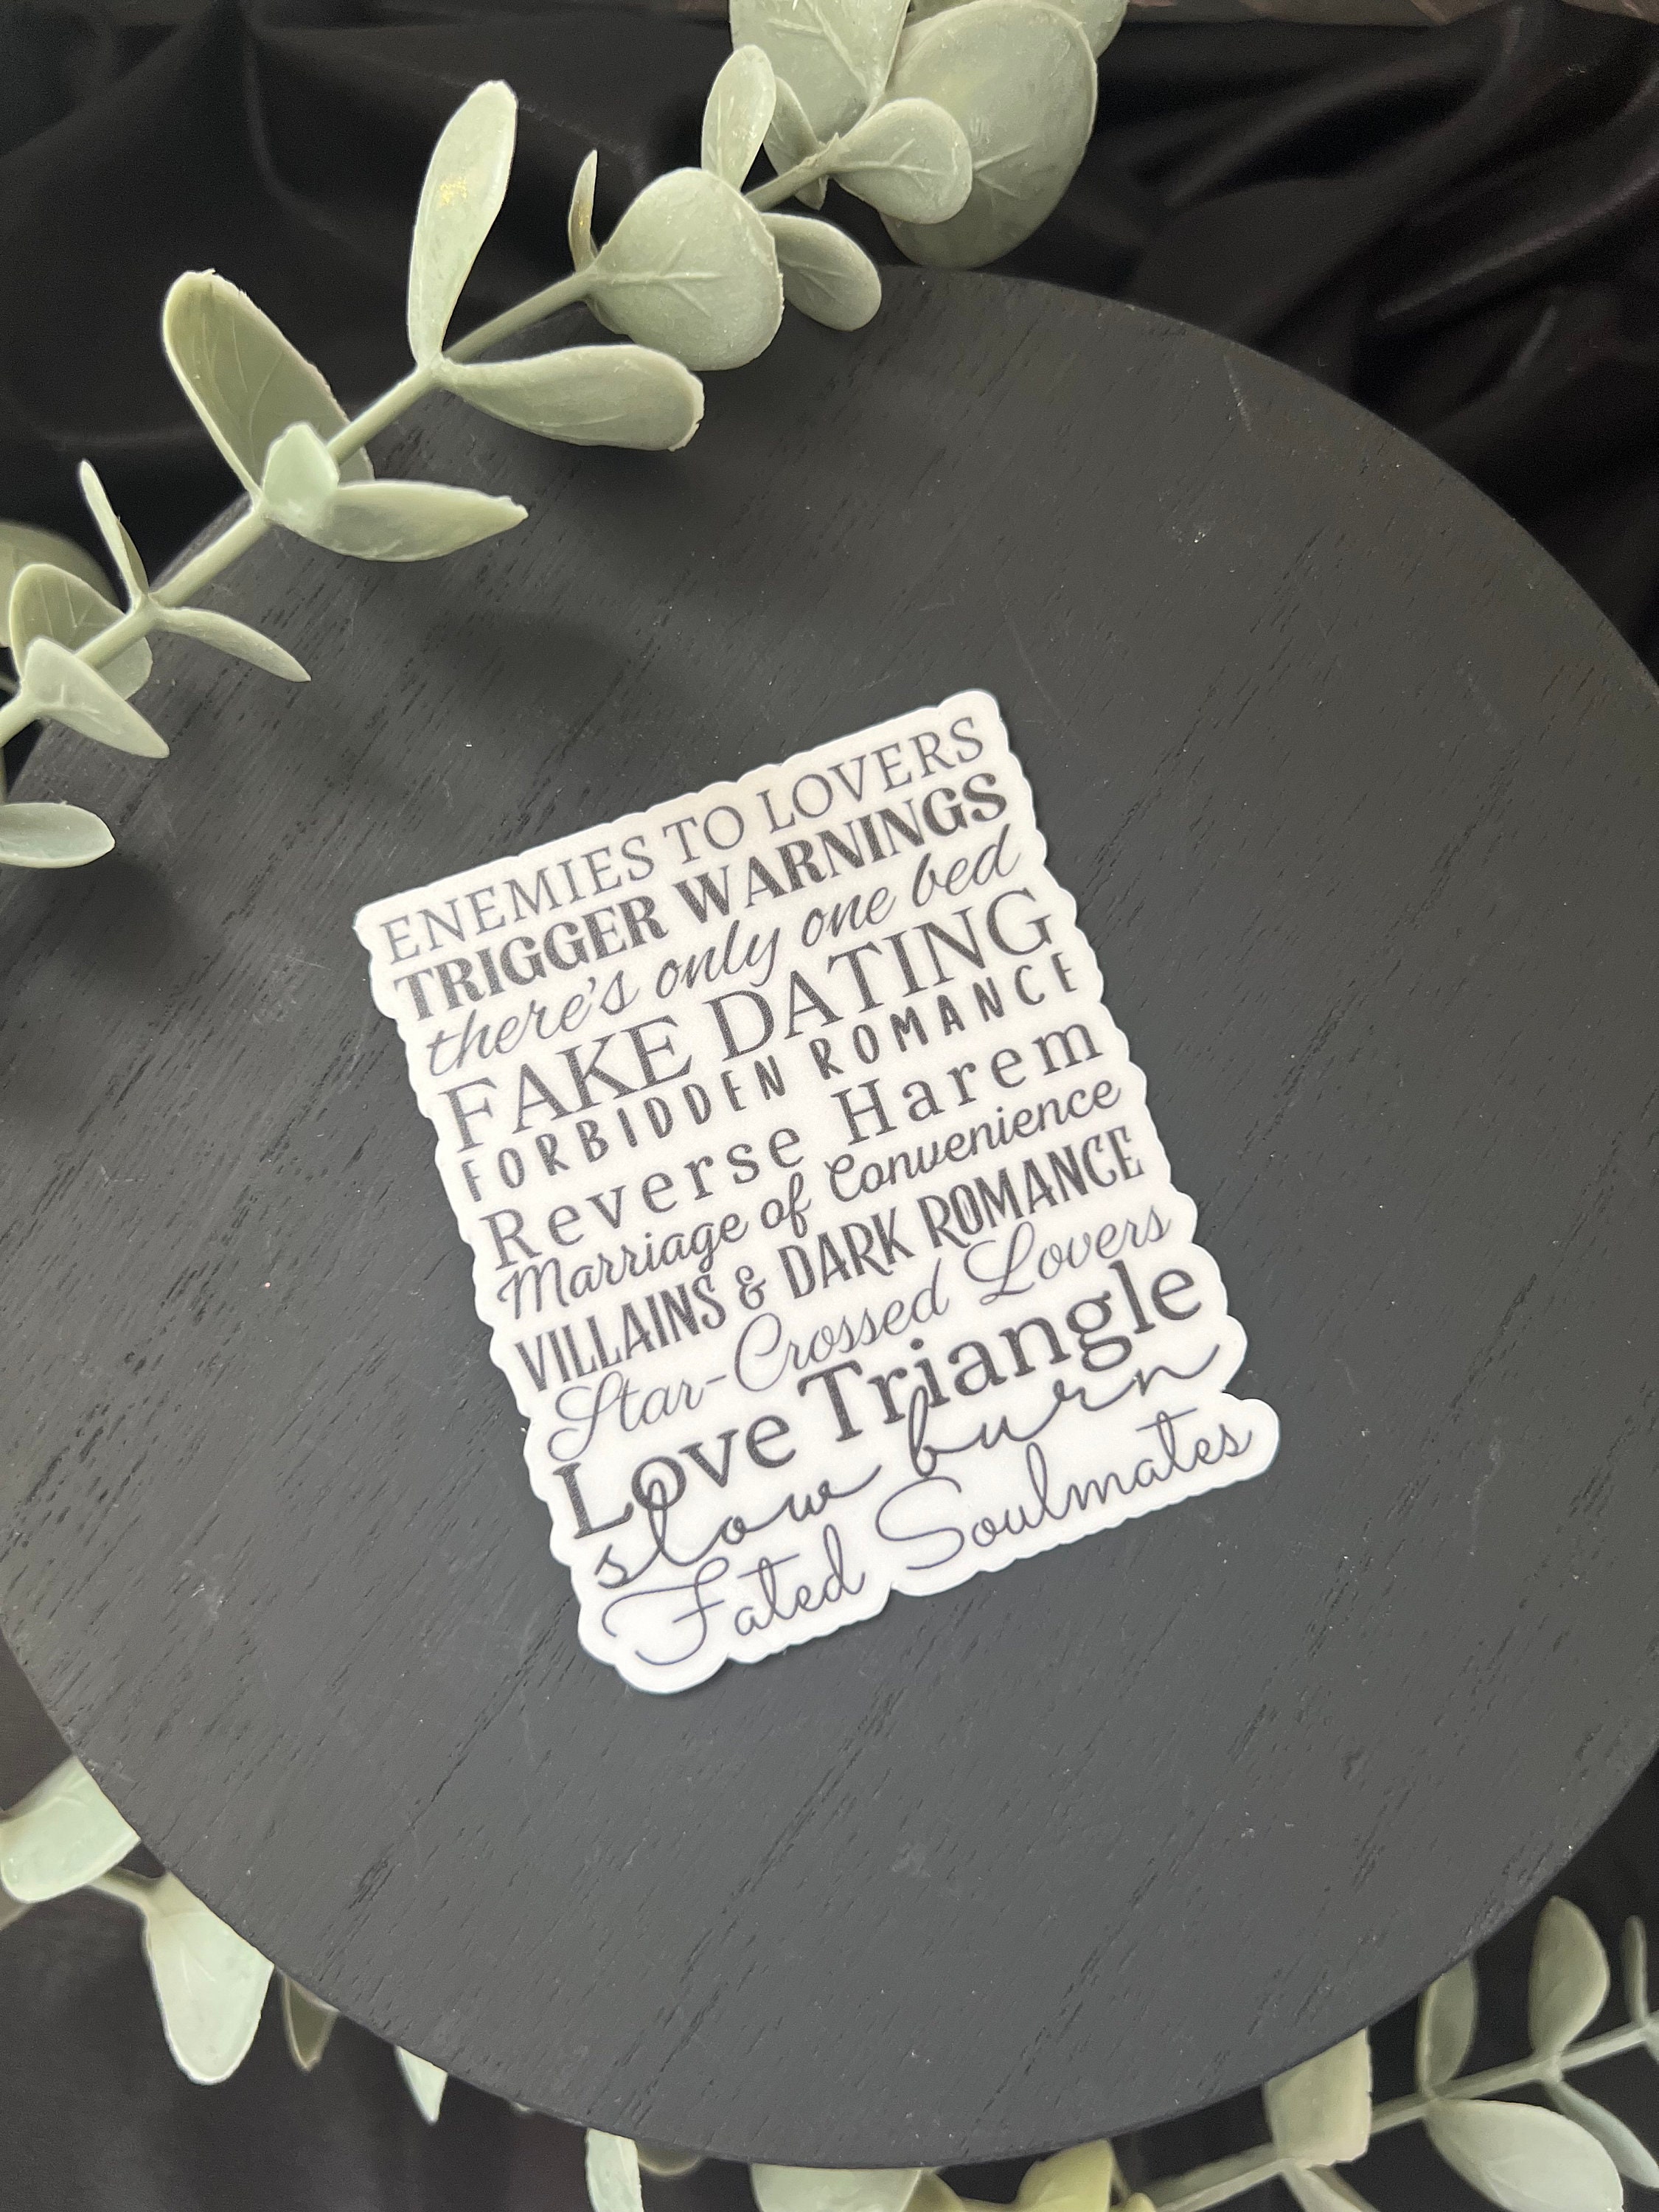 ENEMIES TO LOVERS
TRIGGER WARNINGS
there's only one bed
FAKE DATING
FORBIDDEN ROMANCE
Reverse Harem
Marriage of Convenience
VILLAINS & DARK ROMANCE
Star-Crossed Lovers
Love Triangle
slow burn
Fated Soulmates